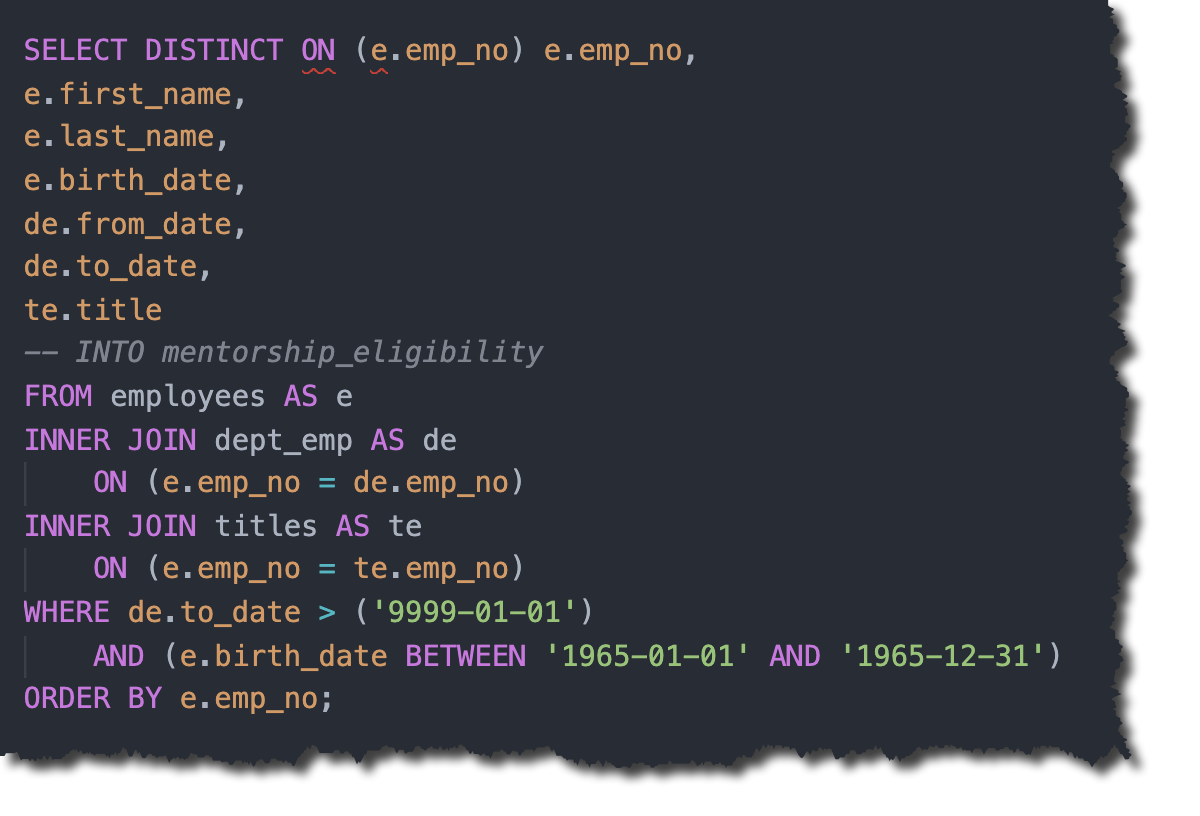 SELECT DISTINCT ON (e.emp_no) e.emp_no,
e.first_name,
e.last_name,
e.birth_date,
de.from_date,
de.to_date,
te.title
-- INTO mentorship_eligibility
FROM employees AS e
INNER JOIN dept_emp AS de
    ON (e.emp_no = de.emp_no)
INNER JOIN titles AS te
    ON (e.emp_no = te.emp_no)
WHERE de.to_date > ('9999-01-01')
    AND (e.birth_date BETWEEN '1965-01-01' AND '1965-12-31')
ORDER BY e.emp_no;